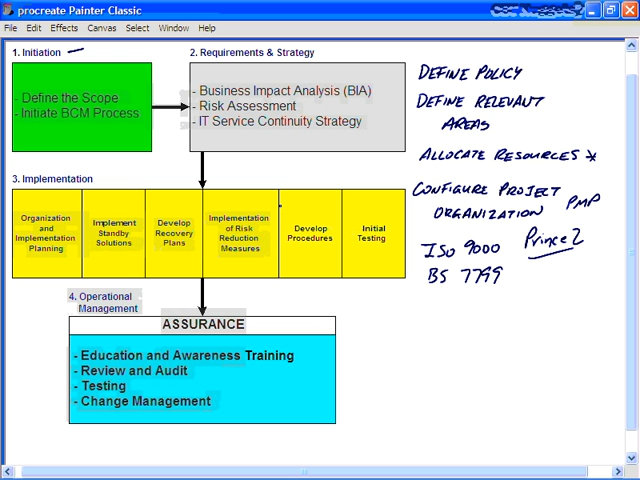 procreate Painter Classic
File Edit Effects Canvas Select Window Help
1. Initiation
- Define the Scope
- Initiate BCM Process
2. Requirements & Strategy
- Business Impact Analysis (BIA)
- Risk Assessment
- IT Service Continuity Strategy
3. Implementation
Organization
and
Implementation
Planning
Implement
Standby
Solutions
Develop
Recovery
Plans
Implementation
of Risk
Reduction
Measures
Develop
Procedures
Initial
Testing
4. Operational
Management
ASSURANCE
- Education and Awareness Training
- Review and Audit
- Testing
- Change Management
DEFINE POLICY
DEFINE RELEVANT
AREAS
ALLOCATE RESOURCES *
CONFIGURE PROJECT
ORGANIZATION PMP
ISO 9000 Prince 2
BS 7799